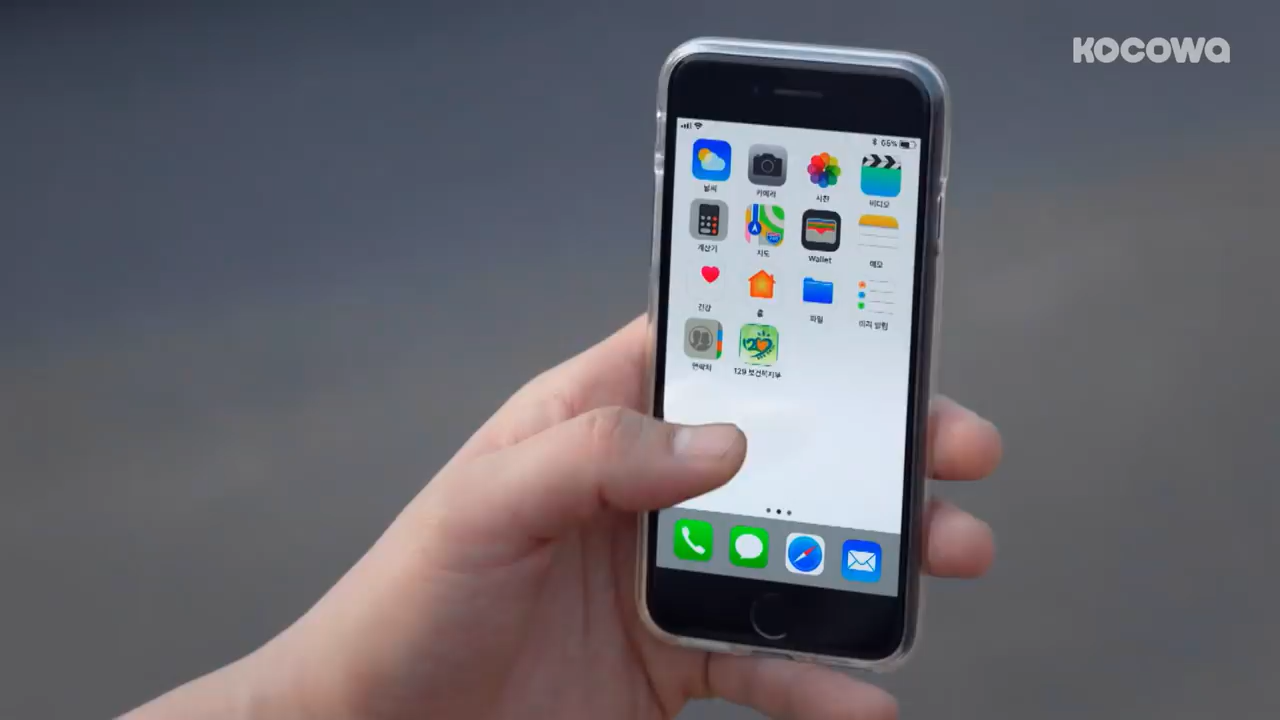 KOCOWA
65%
날씨
카메라
사진
비디오
계산기
지도
Wallet
메모
건강
홈
파일
미리 알림
연락처
129 보건복지부